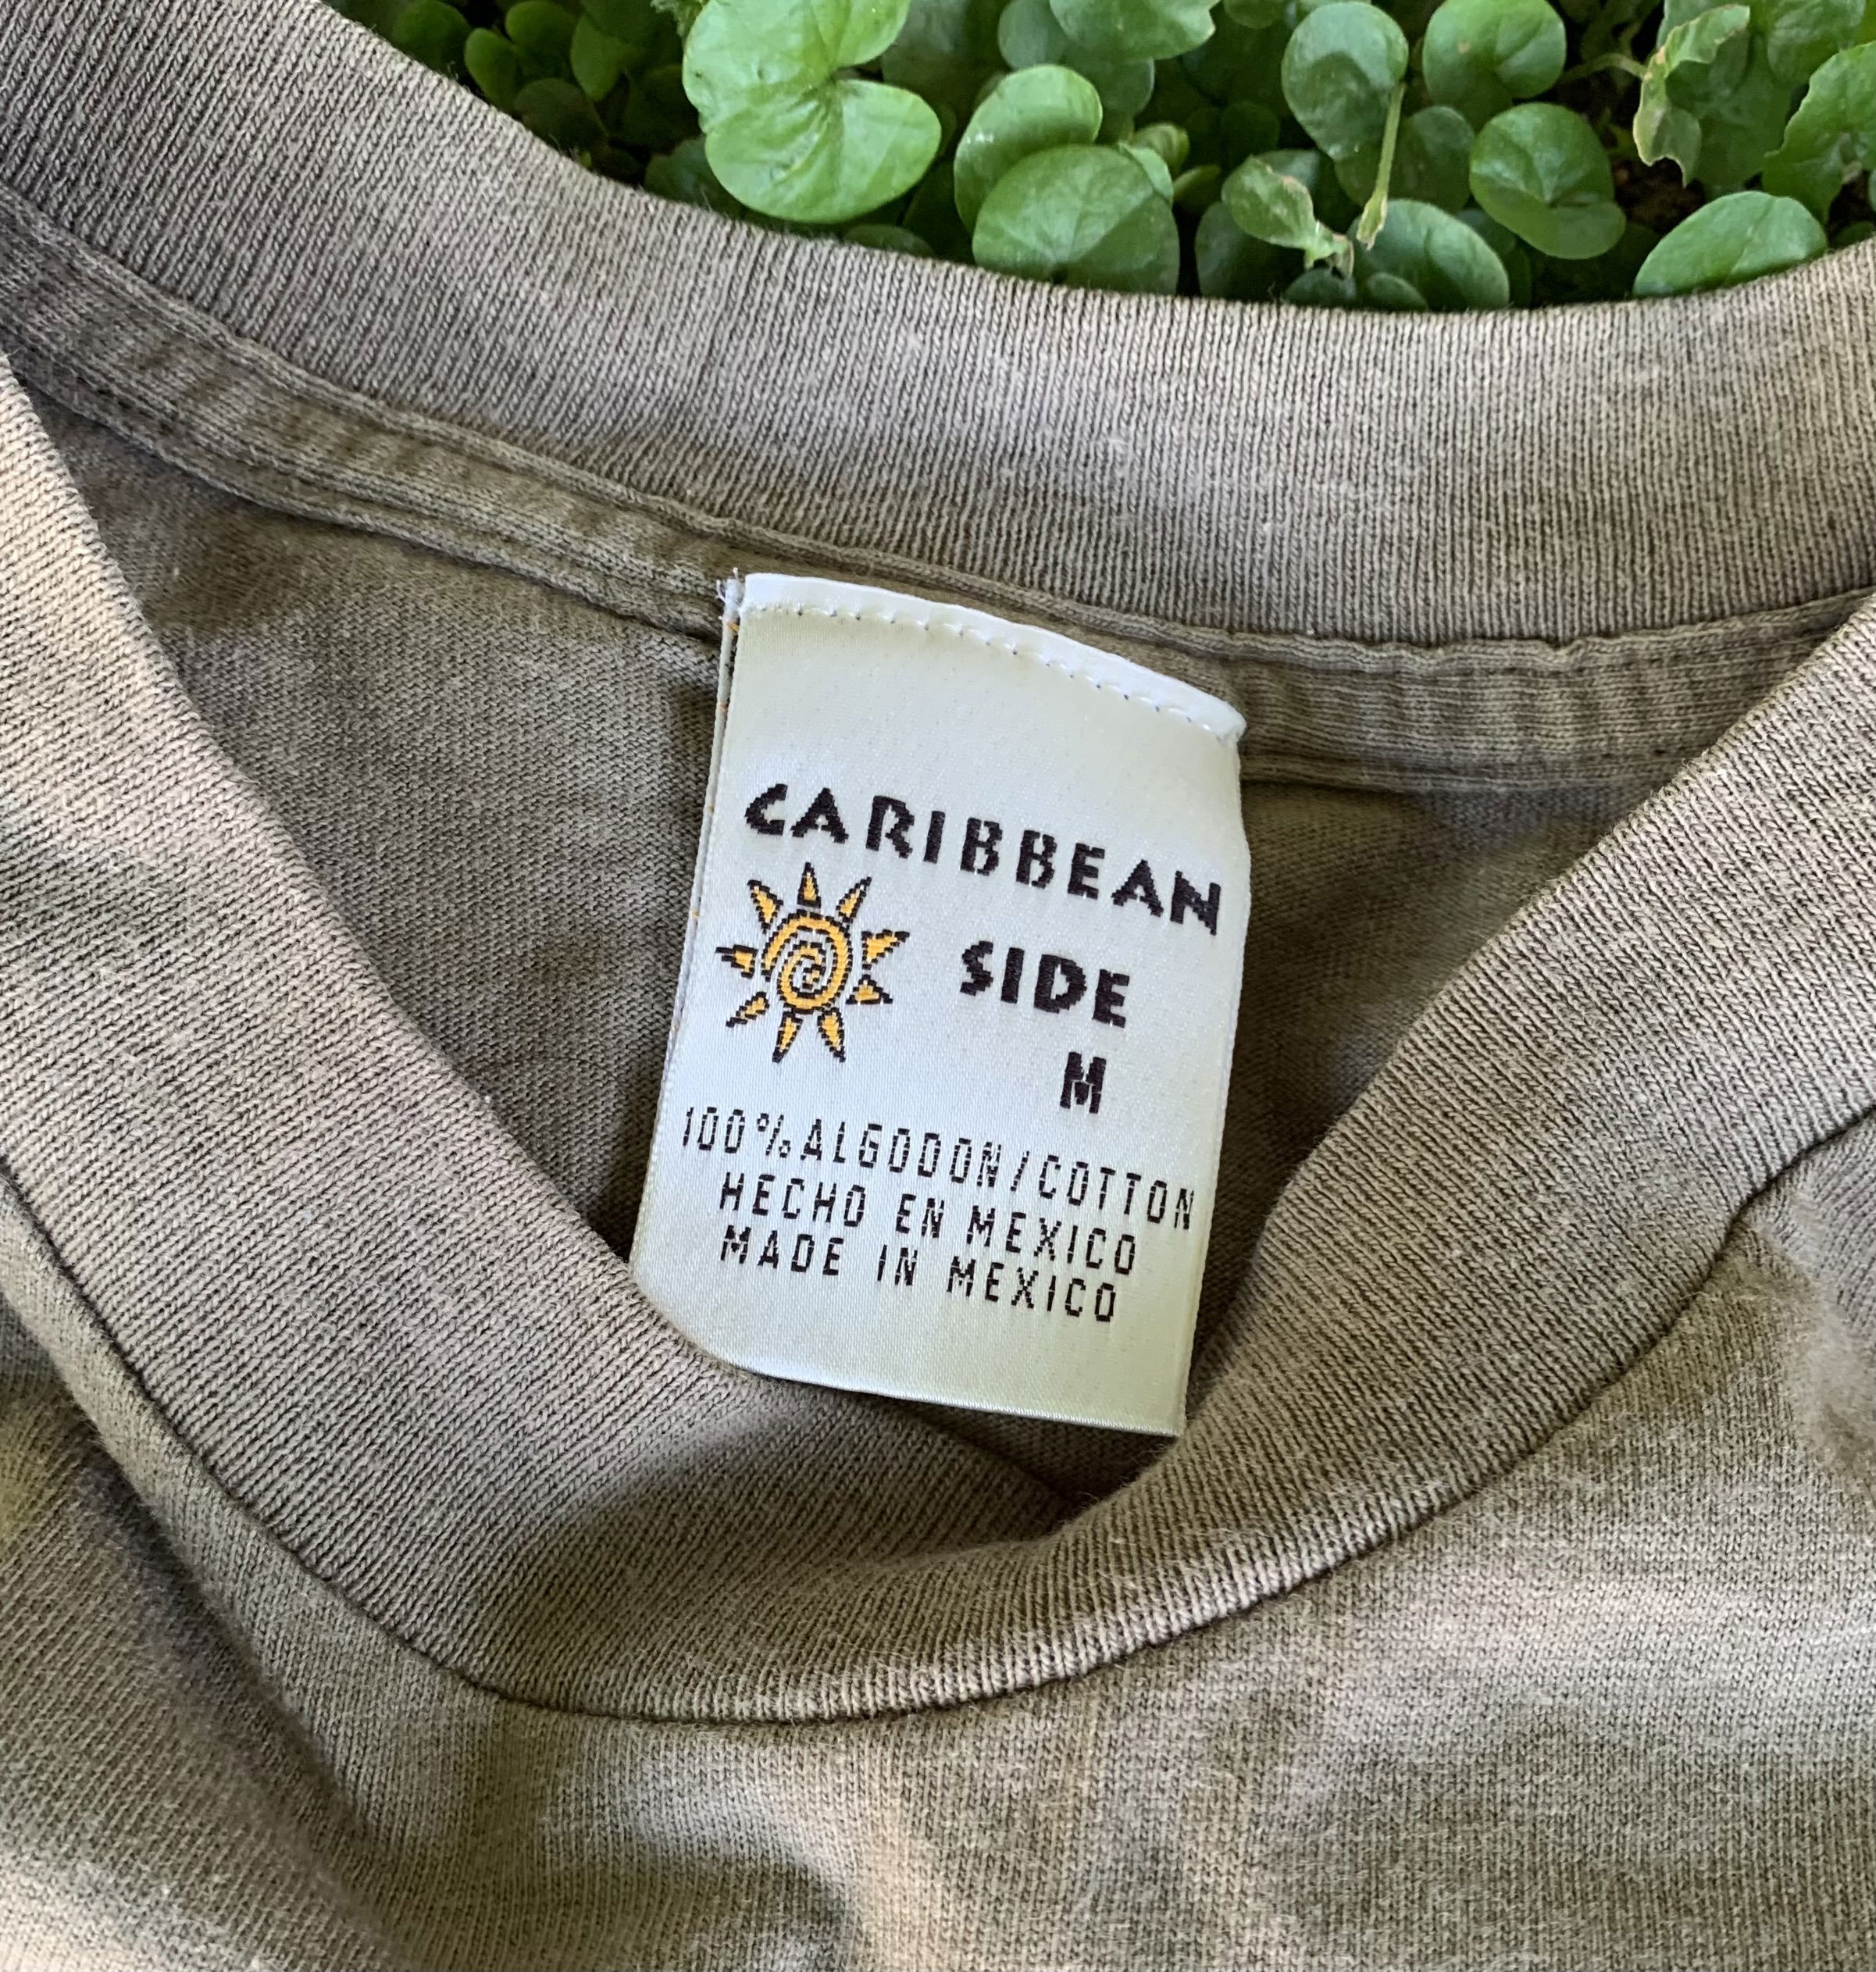 CARIBBEAN
SIDE
M
100% ALGODON/COTTON
HECHO EN MEXICO
MADE IN MEXICO